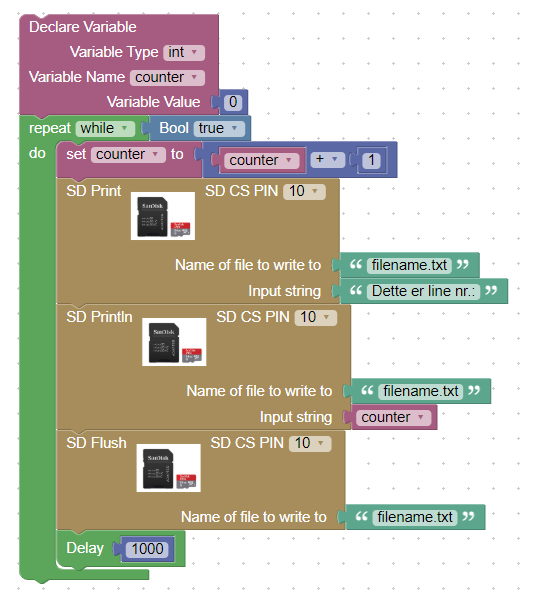 Declare Variable
Variable Type int
Variable Name counter
Variable Value 0
repeat while Bool true
do set counter to counter + 1
SD Print SD CS PIN 10
SanDisk
Name of file to write to “ filename.txt ”
Input string “ Dette er line nr.: ”
SD Println SD CS PIN 10
SanDisk
Name of file to write to “ filename.txt ”
Input string counter
SD Flush SD CS PIN 10
SanDisk
Name of file to write to “ filename.txt ”
Delay 1000